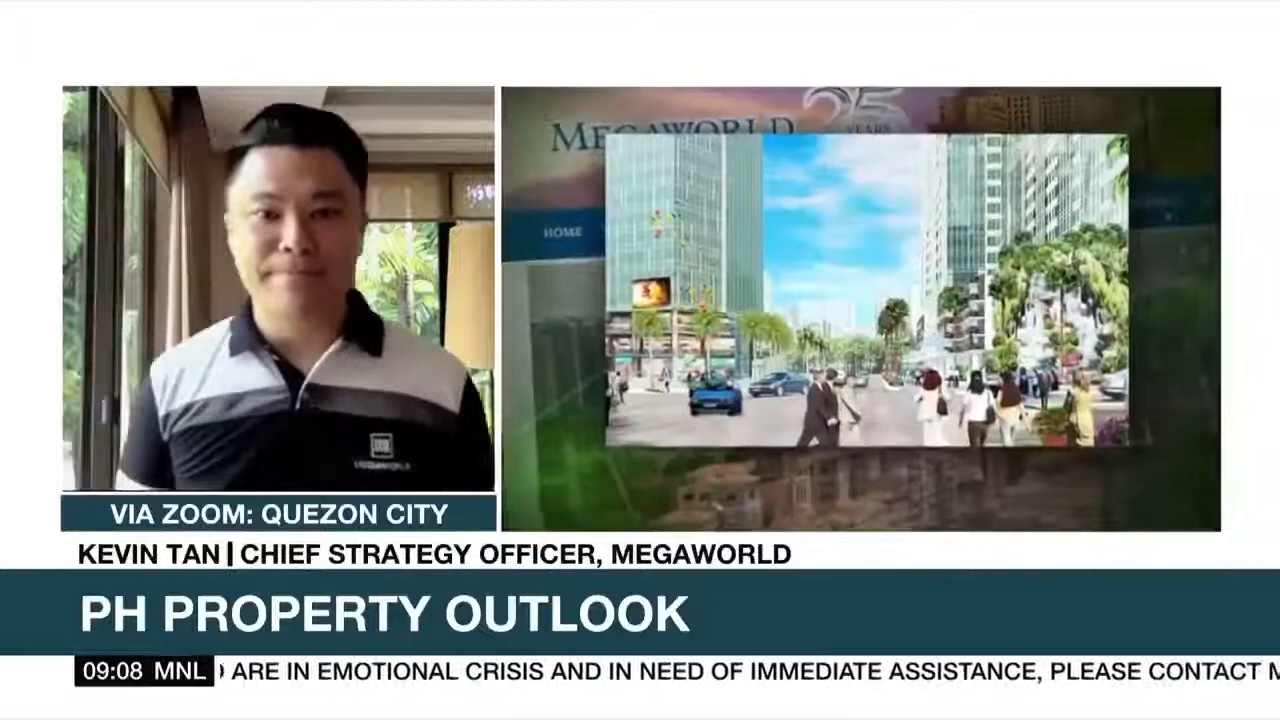 MEGAWORLD
25
YEARS
HOME
MEGAWORLD
VIA ZOOM: QUEZON CITY
KEVIN TAN | CHIEF STRATEGY OFFICER, MEGAWORLD
PH PROPERTY OUTLOOK
09:08 MNL
ARE IN EMOTIONAL CRISIS AND IN NEED OF IMMEDIATE ASSISTANCE, PLEASE CONTACT